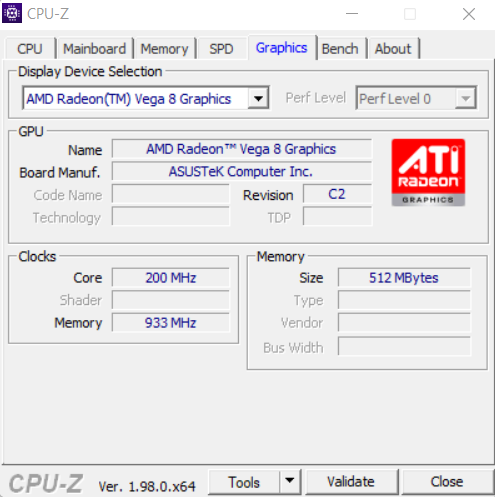 CPU-Z
CPU Mainboard Memory SPD Graphics Bench About
Display Device Selection
AMD Radeon(TM) Vega 8 Graphics Perf Level Perf Level 0
GPU
Name AMD Radeon™ Vega 8 Graphics
Board Manuf. ASUSTeK Computer Inc.
Code Name Revision C2
Technology TDP
ATi
RADEON
GRAPHICS
Clocks
Core 200 MHz
Shader
Memory 933 MHz
Memory
Size 512 MBytes
Type
Vendor
Bus Width
CPU-Z Ver. 1.98.0.x64 Tools Validate Close